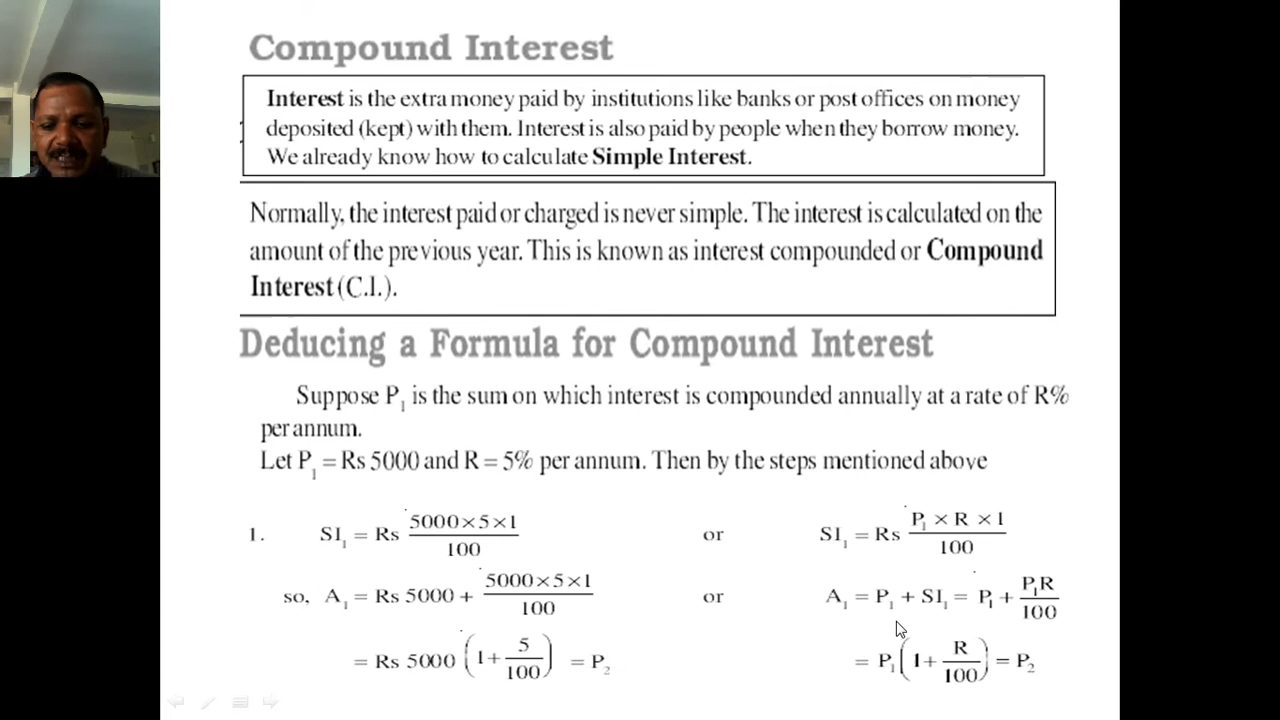 Compound Interest
Interest is the extra money paid by institutions like banks or post offices on money
deposited (kept) with them. Interest is also paid by people when they borrow money.
We already know how to calculate Simple Interest.
Normally, the interest paid or charged is never simple. The interest is calculated on the
amount of the previous year. This is known as interest compounded or Compound
Interest (C.I.).
Deducing a Formula for Compound Interest
Suppose P₁ is the sum on which interest is compounded annually at a rate of R%
per annum.
Let P₁ = Rs 5000 and R = 5% per annum. Then by the steps mentioned above
1. SI₁ = Rs (5000×5×1)/100 or SI₁ = Rs (P₁ × R × 1)/100
so, A₁ = Rs 5000 + (5000×5×1)/100 or A₁ = P₁ + SI₁ = P₁ + P₁R/100
= Rs 5000 (1+ 5/100) = P₂ = P₁(1+ R/100) = P₂